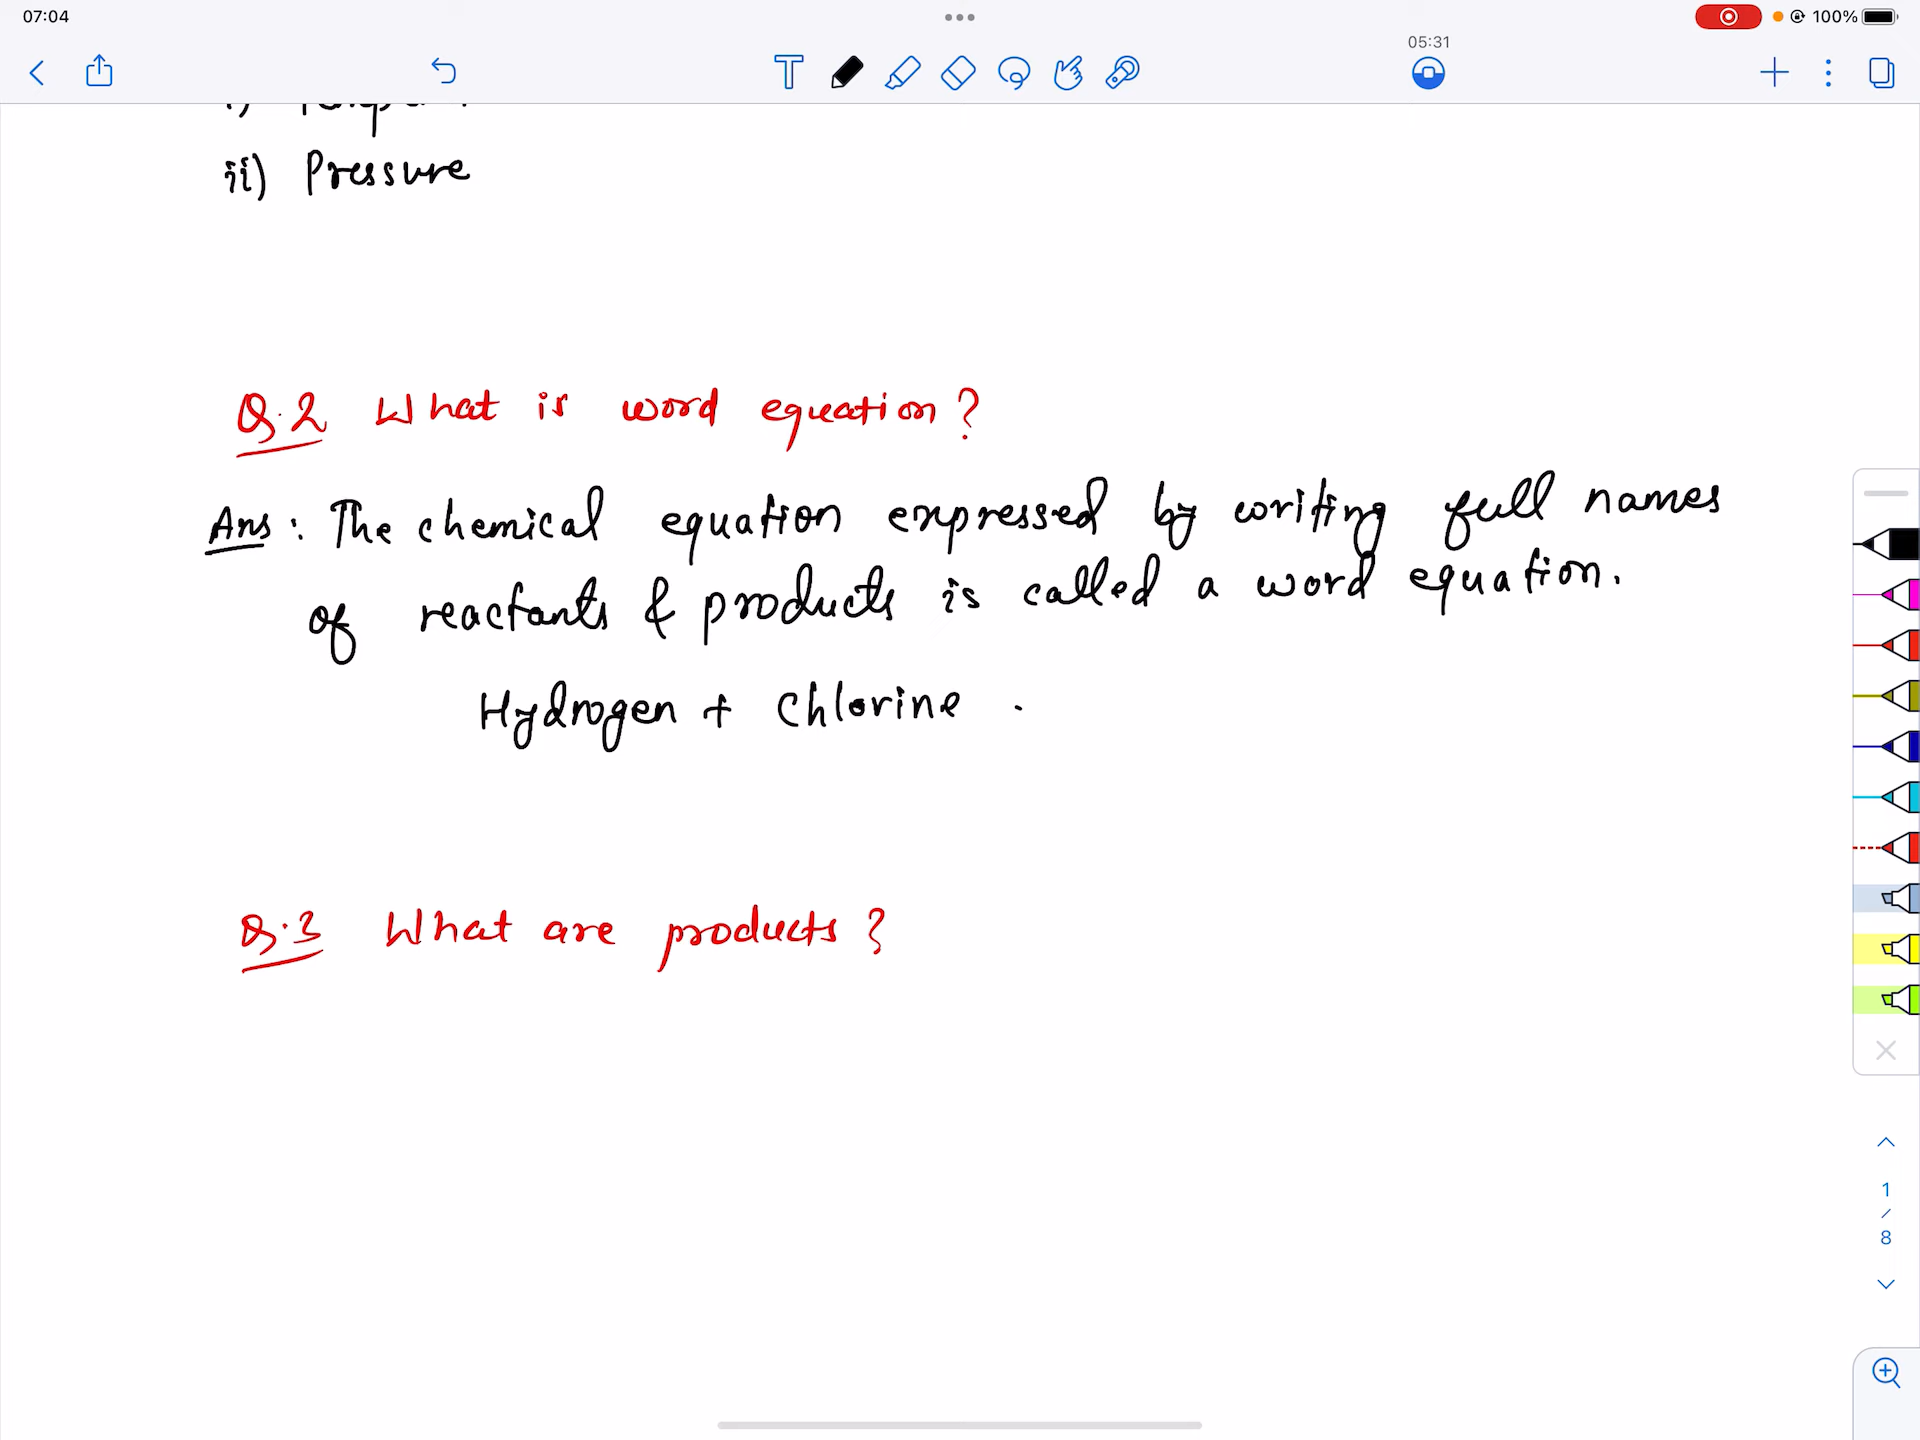 07:04
100%
05:31
ii) Pressure
Q.2 What is word equation?
Ans : The chemical equation expressed by writing full names
of reactants & products is called a word equation.
Hydrogen + Chlorine
Q.3 What are products?
1
/
8